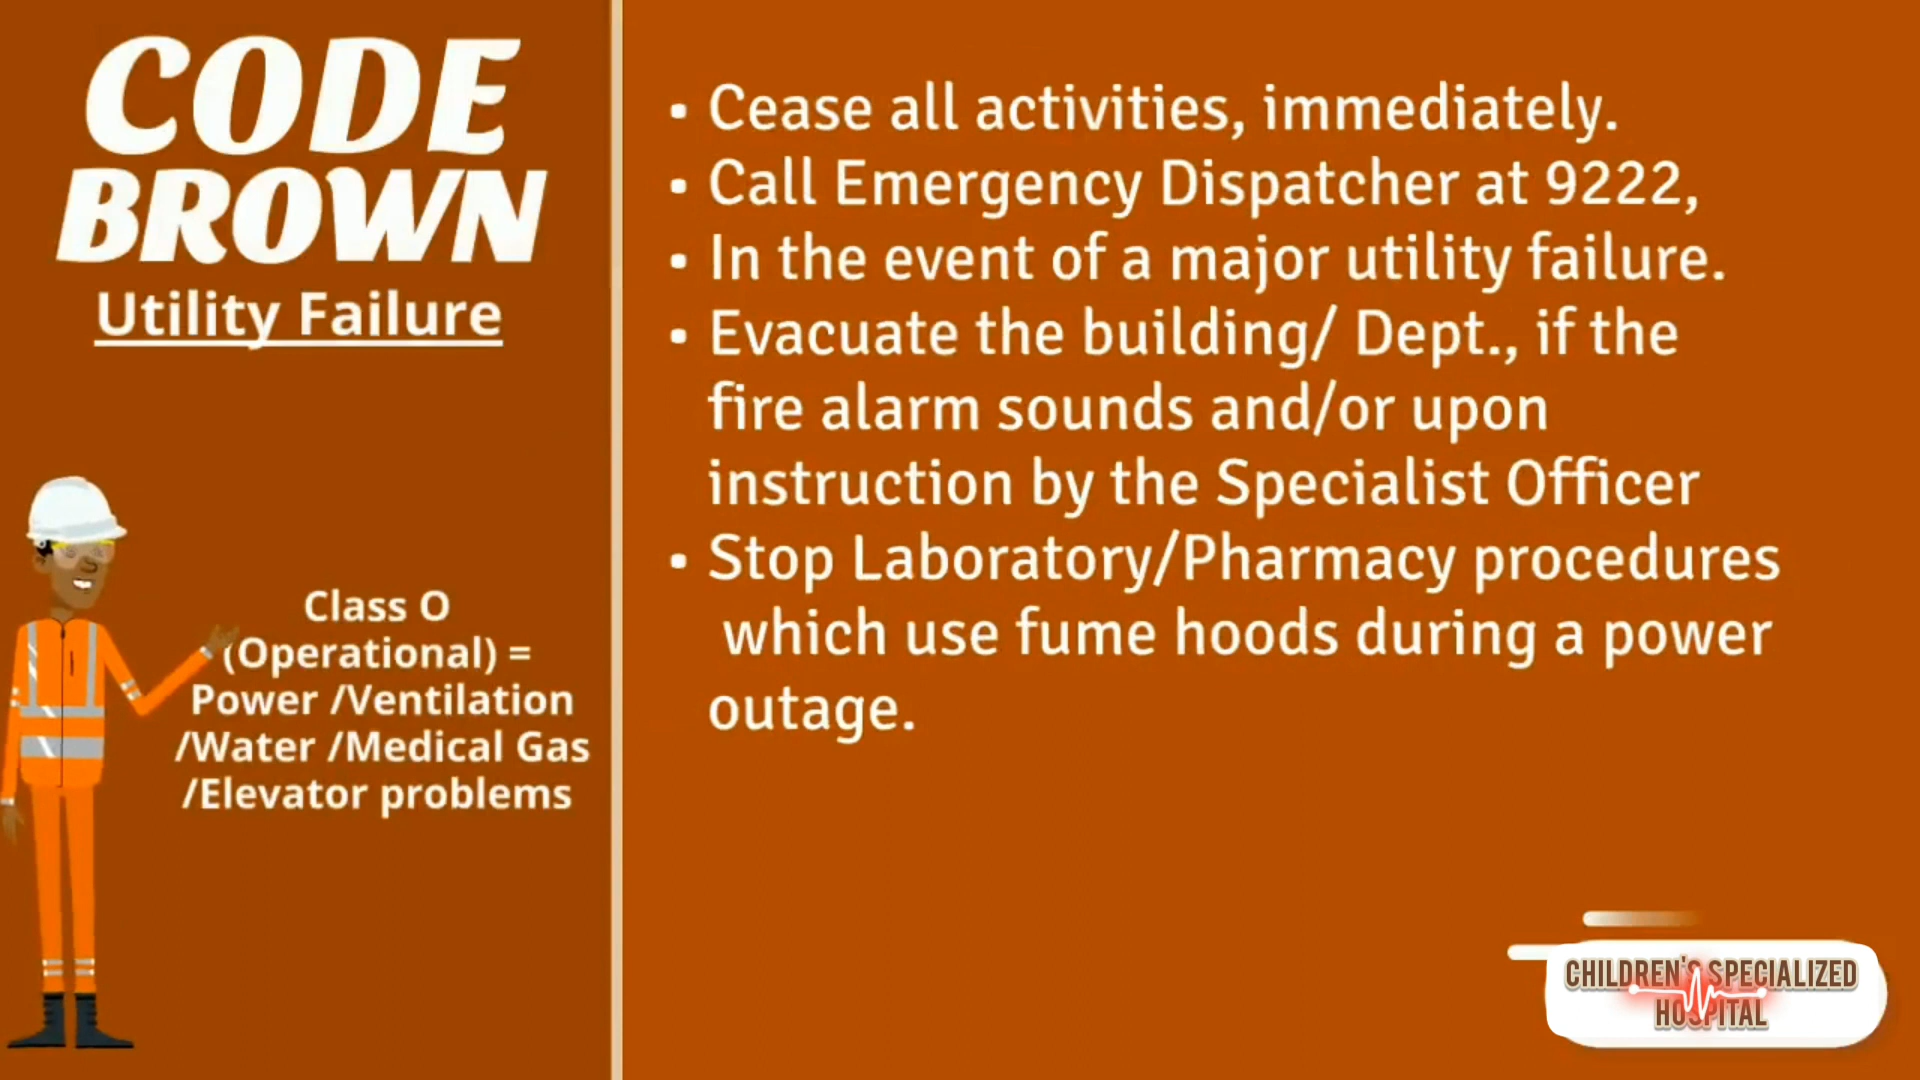 CODE
BROWN
Utility Failure
Class O
(Operational) =
Power /Ventilation
/Water /Medical Gas
/Elevator problems
• Cease all activities, immediately.
• Call Emergency Dispatcher at 9222,
• In the event of a major utility failure.
• Evacuate the building/ Dept., if the
fire alarm sounds and/or upon
instruction by the Specialist Officer
• Stop Laboratory/Pharmacy procedures
which use fume hoods during a power
outage.
CHILDREN'S SPECIALIZED
HOSPITAL